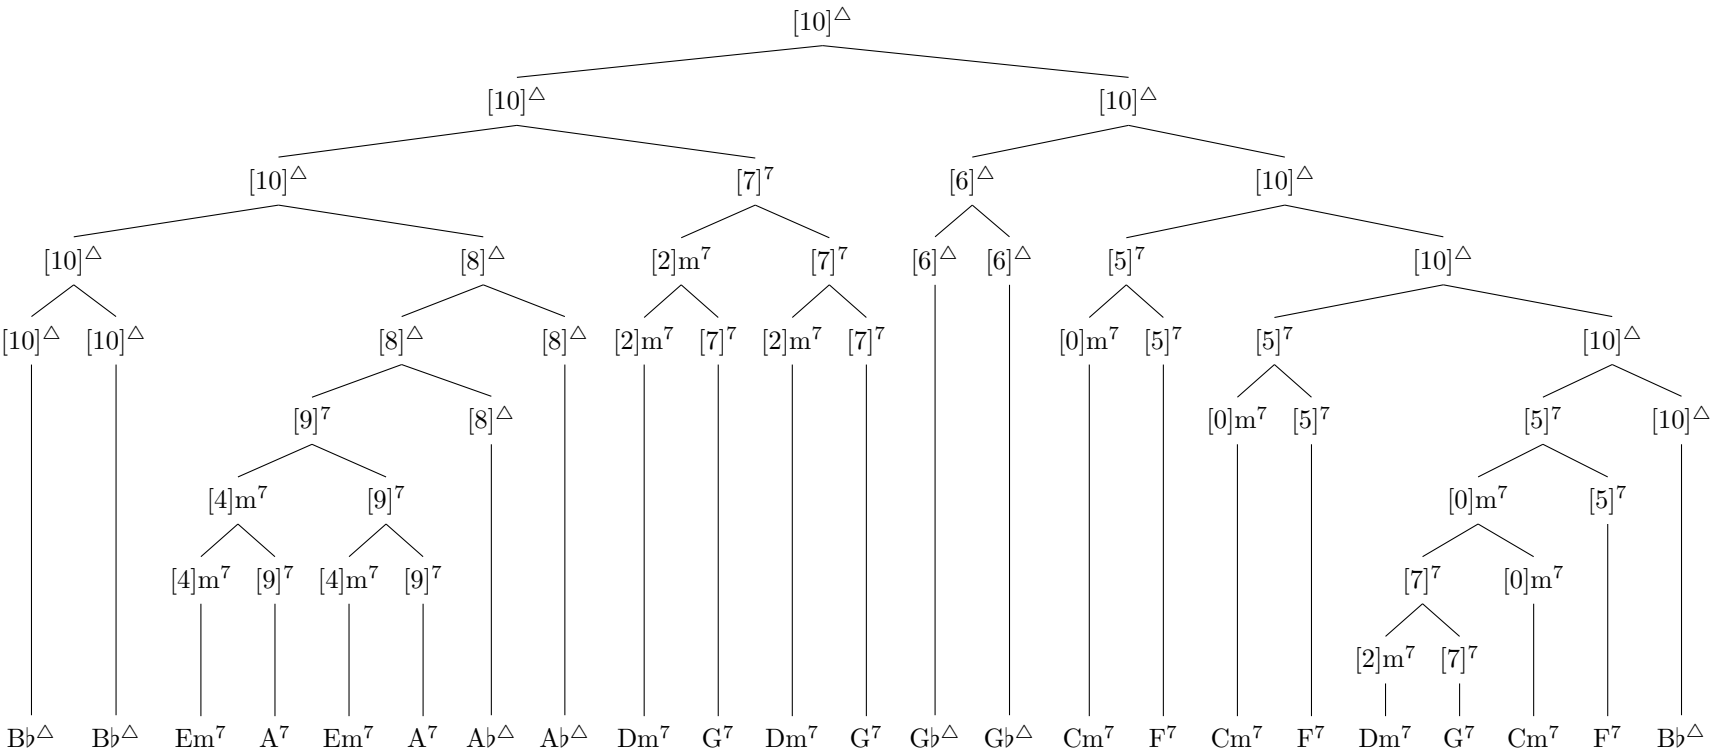 [10]△
[10]△ [10]△
[10]△ [7]⁷ [6]△ [10]△
[10]△ [8]△ [2]m⁷ [7]⁷ [6]△ [6]△ [5]⁷ [10]△
[10]△ [10]△ [8]△ [8]△ [2]m⁷ [7]⁷ [2]m⁷ [7]⁷ [0]m⁷ [5]⁷ [5]⁷ [10]△
[9]⁷ [8]△ [0]m⁷ [5]⁷ [5]⁷ [10]△
[4]m⁷ [9]⁷ [0]m⁷ [5]⁷
[4]m⁷ [9]⁷ [4]m⁷ [9]⁷ [7]⁷ [0]m⁷
[2]m⁷ [7]⁷
B♭△ B♭△ Em⁷ A⁷ Em⁷ A⁷ A♭△ A♭△ Dm⁷ G⁷ Dm⁷ G⁷ G♭△ G♭△ Cm⁷ F⁷ Cm⁷ F⁷ Dm⁷ G⁷ Cm⁷ F⁷ B♭△